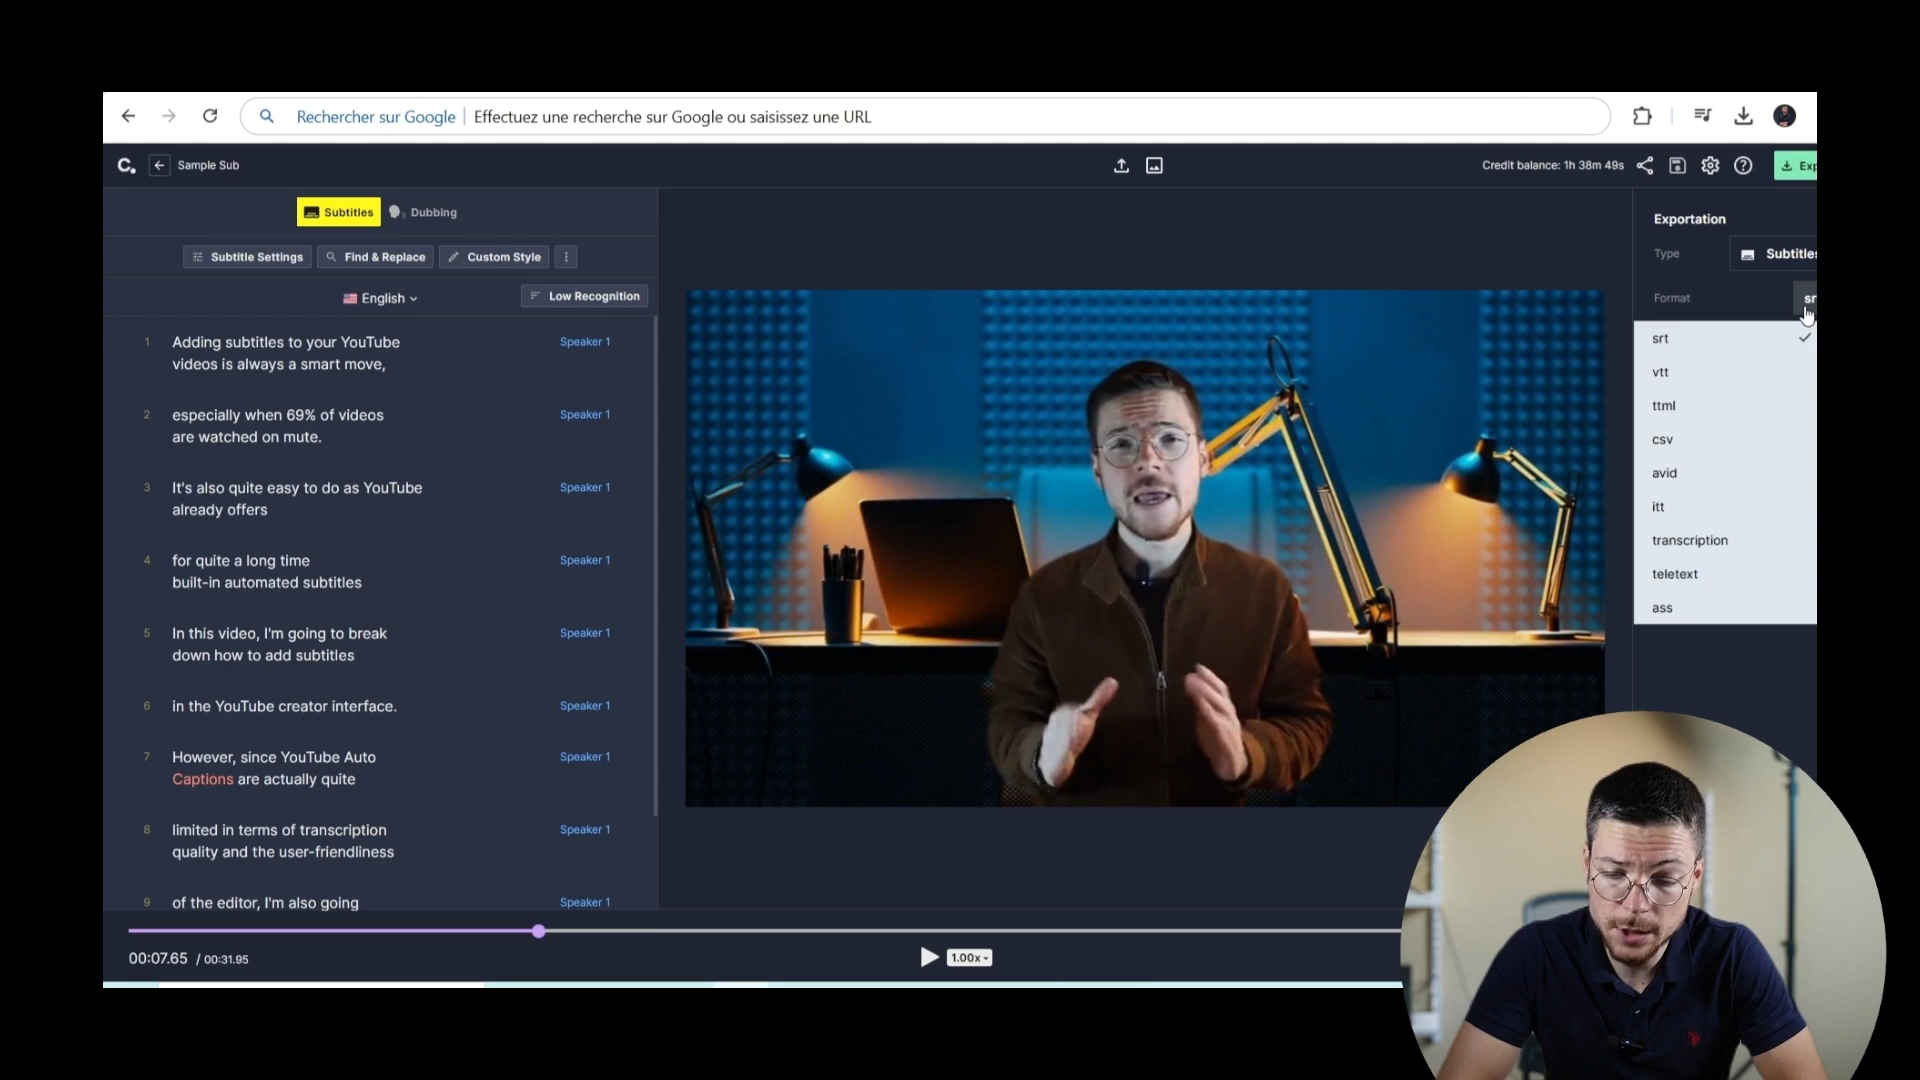 Rechercher sur Google | Effectuez une recherche sur Google ou saisissez une URL
C. Sample Sub
Credit balance: 1h 38m 49s
Exp
Subtitles
Dubbing
Subtitle Settings
Find & Replace
Custom Style
English
Low Recognition
1 Adding subtitles to your YouTube Speaker 1
videos is always a smart move,
2 especially when 69% of videos Speaker 1
are watched on mute.
3 It's also quite easy to do as YouTube Speaker 1
already offers
4 for quite a long time Speaker 1
built-in automated subtitles
5 In this video, I'm going to break Speaker 1
down how to add subtitles
6 in the YouTube creator interface. Speaker 1
7 However, since YouTube Auto Speaker 1
Captions are actually quite
8 limited in terms of transcription Speaker 1
quality and the user-friendliness
9 of the editor, I'm also going Speaker 1
00:07.65 / 00:31.95
1.00x
Exportation
Type Subtitles
Format sr
srt
vtt
ttml
csv
avid
itt
transcription
teletext
ass